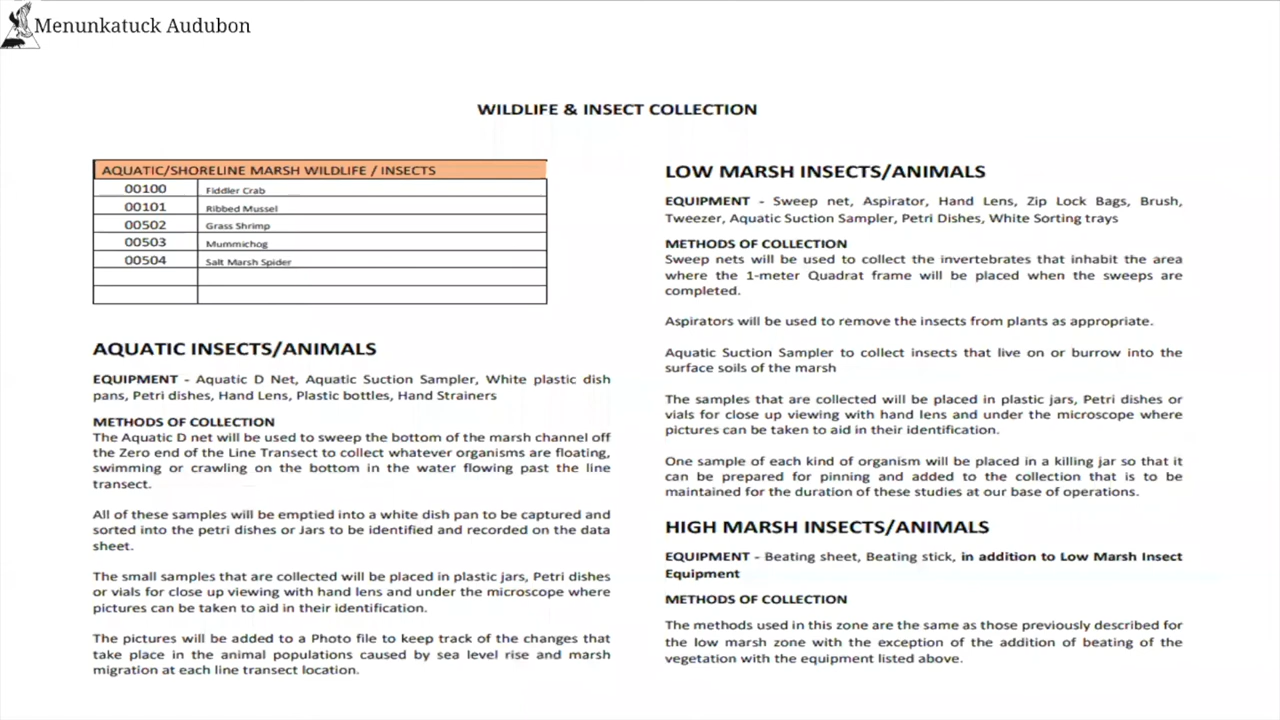 Menunkatuck Audubon
WILDLIFE & INSECT COLLECTION
AQUATIC/SHORELINE MARSH WILDLIFE / INSECTS
00100 Fiddler Crab
00101 Ribbed Mussel
00502 Grass Shrimp
00503 Mummichog
00504 Salt Marsh Spider
AQUATIC INSECTS/ANIMALS
EQUIPMENT - Aquatic D Net, Aquatic Suction Sampler, White plastic dish
pans, Petri dishes, Hand Lens, Plastic bottles, Hand Strainers
METHODS OF COLLECTION
The Aquatic D net will be used to sweep the bottom of the marsh channel off
the Zero end of the Line Transect to collect whatever organisms are floating,
swimming or crawling on the bottom in the water flowing past the line
transect.
All of these samples will be emptied into a white dish pan to be captured and
sorted into the petri dishes or Jars to be identified and recorded on the data
sheet.
The small samples that are collected will be placed in plastic jars, Petri dishes
or vials for close up viewing with hand lens and under the microscope where
pictures can be taken to aid in their identification.
The pictures will be added to a Photo file to keep track of the changes that
take place in the animal populations caused by sea level rise and marsh
migration at each line transect location.
LOW MARSH INSECTS/ANIMALS
EQUIPMENT - Sweep net, Aspirator, Hand Lens, Zip Lock Bags, Brush,
Tweezer, Aquatic Suction Sampler, Petri Dishes, White Sorting trays
METHODS OF COLLECTION
Sweep nets will be used to collect the invertebrates that inhabit the area
where the 1-meter Quadrat frame will be placed when the sweeps are
completed.
Aspirators will be used to remove the insects from plants as appropriate.
Aquatic Suction Sampler to collect insects that live on or burrow into the
surface soils of the marsh
The samples that are collected will be placed in plastic jars, Petri dishes or
vials for close up viewing with hand lens and under the microscope where
pictures can be taken to aid in their identification.
One sample of each kind of organism will be placed in a killing jar so that it
can be prepared for pinning and added to the collection that is to be
maintained for the duration of these studies at our base of operations.
HIGH MARSH INSECTS/ANIMALS
EQUIPMENT - Beating sheet, Beating stick, in addition to Low Marsh Insect
Equipment
METHODS OF COLLECTION
The methods used in this zone are the same as those previously described for
the low marsh zone with the exception of the addition of beating of the
vegetation with the equipment listed above.